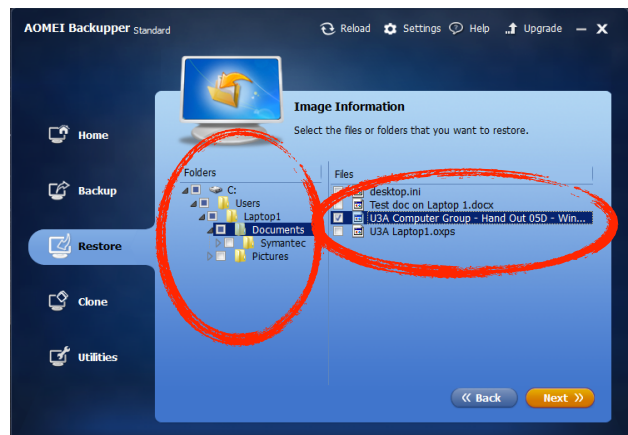 AOMEI Backupper Standard
Reload Settings Help Upgrade
Image Information
Select the files or folders that you want to restore.
Home
Backup
Restore
Clone
Utilities
Folders
C:
Users
Laptop1
Documents
Symantec
Pictures
Files
desktop.ini
Test doc on Laptop 1.docx
U3A Computer Group - Hand Out 05D - Win...
U3A Laptop1.oxps
Back Next